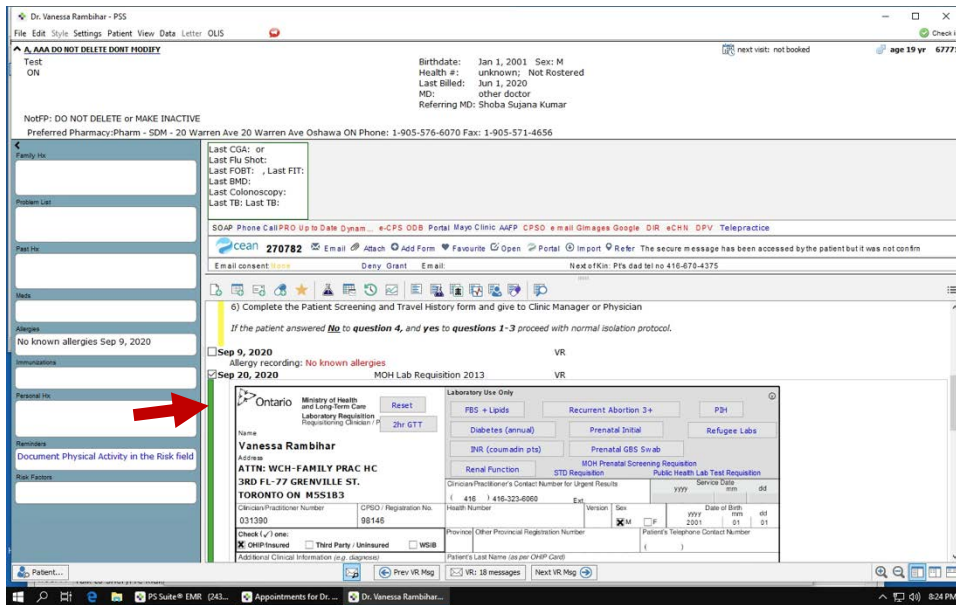 Dr. Vanessa Rambihar - PSS
File Edit Style Settings Patient View Data Letter OLIS
Check i
A, AAA DO NOT DELETE DONT MODIFY
next visit: not booked
age 19 yr 6777
Test
ON
Birthdate: Jan 1, 2001 Sex: M
Health #: unknown; Not Rostered
Last Billed: Jun 1, 2020
MD: other doctor
Referring MD: Shoba Sujana Kumar
NotFP: DO NOT DELETE or MAKE INACTIVE
Preferred Pharmacy:Pharm - SDM - 20 Warren Ave 20 Warren Ave Oshawa ON Phone: 1-905-576-6070 Fax: 1-905-571-4656
Family Hx
Problem List
Past Hx
Meds
Allergies
No known allergies Sep 9, 2020
Immunizations
Personal Hx
Reminders
Document Physical Activity in the Risk field
Risk Factors
Last CGA: or
Last Flu Shot:
Last FOBT: , Last FIT:
Last BMD:
Last Colonoscopy:
Last TB: Last TB:
SOAP Phone Call PRO Up to Date Dynam... e-CPS ODB Portal Mayo Clinic AAFP CPSO e-mail Gimages Google DIR eCHN DPV Telepractice
cean 270782 Email Attach Add Form Favourite Open Portal Import Refer The secure message has been accessed by the patient but it was not confirm
Email consent: None Deny Grant Email: Next of Kin: Pt's dad tel no 416-670-4375
6) Complete the Patient Screening and Travel History form and give to Clinic Manager or Physician
If the patient answered No to question 4, and yes to questions 1-3 proceed with normal isolation protocol.
Sep 9, 2020 VR
Allergy recording: No known allergies
Sep 20, 2020 MOH Lab Requisition 2013 VR
Ontario
Ministry of Health
and Long-Term Care
Laboratory Requisition
Requisitioning Clinician / P
Reset
2hr GTT
Name
Vanessa Rambihar
Address
ATTN: WCH-FAMILY PRAC HC
3RD FL-77 GRENVILLE ST.
TORONTO ON M5S1B3
Clinician/Practitioner Number CPSO / Registration No.
031390 98146
Check (✓) one:
OHIP/Insured Third Party / Uninsured WSIB
Additional Clinical Information (e.g. diagnose)
Laboratory Use Only
FBS + Lipids Recurrent Abortion 3+ PIH
Diabetes (annual) Prenatal Initial Refugee Labs
INR (coumadin pts) Prenatal GBS Swab
Renal Function
MOH Prenatal Screening Requisition
STD Requisition Public Health Lab Test Requisition
Clinician/Practitioner's Contact Number for Urgent Results
( 416 ) 416-323-6060 Ext.
Service Date
yyyy mm dd
Health Number Version Sex
M F
Date of Birth
yyyy mm dd
2001 01 01
Province Other Provincial Registration Number Patient's Telephone Contact Number
( )
Patient's Last Name (as per OHIP Card)
Patient...
Prev VR Msg VR: 18 messages Next VR Msg
PS Suite® EMR (243... Appointments for Dr. ... Dr. Vanessa Rambihar...
8:24 PM